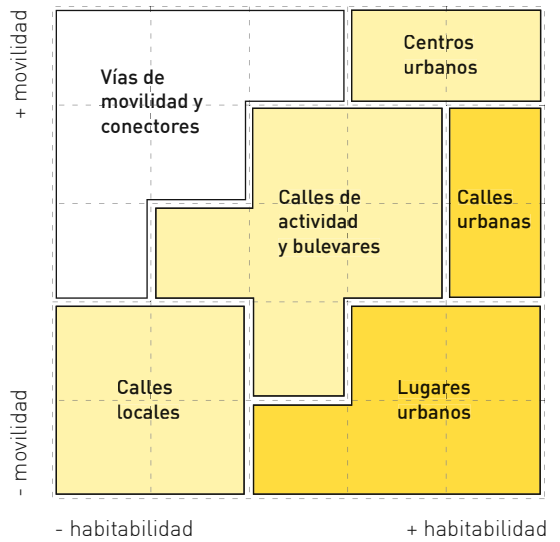 + movilidad
Vías de
movilidad y
conectores
Centros
urbanos
Calles de
actividad
y bulevares
Calles
urbanas
Calles
locales
Lugares
urbanos
- movilidad
- habitabilidad
+ habitabilidad